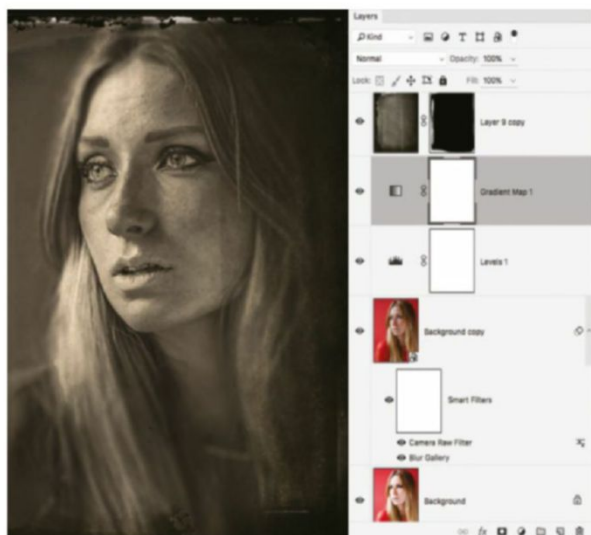 Layers
Kind
Normal Opacity: 100%
Lock: Fill: 100%
Layer 9 copy
Gradient Map 1
Levels 1
Background copy
Smart Filters
Camera Raw Filter
Blur Gallery
Background
fx